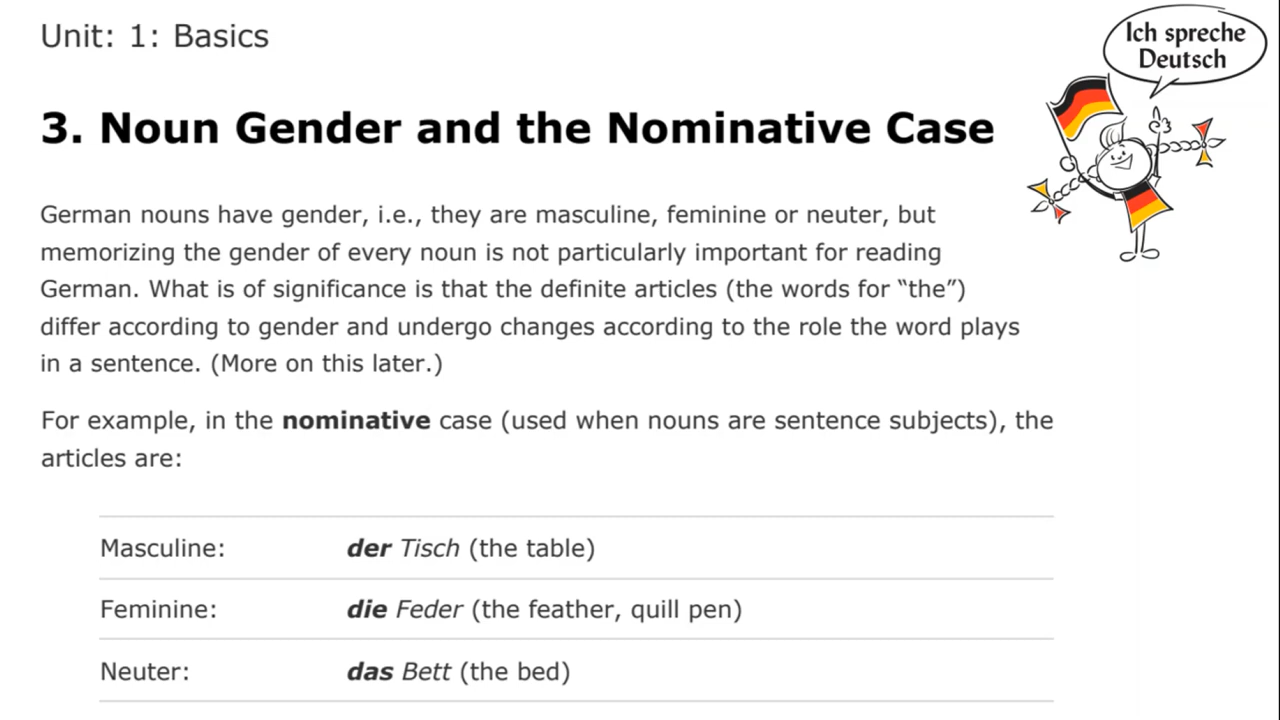 Unit: 1: Basics
Ich spreche
Deutsch
3. Noun Gender and the Nominative Case
German nouns have gender, i.e., they are masculine, feminine or neuter, but
memorizing the gender of every noun is not particularly important for reading
German. What is of significance is that the definite articles (the words for “the”)
differ according to gender and undergo changes according to the role the word plays
in a sentence. (More on this later.)
For example, in the nominative case (used when nouns are sentence subjects), the
articles are:
Masculine: der Tisch (the table)
Feminine: die Feder (the feather, quill pen)
Neuter: das Bett (the bed)